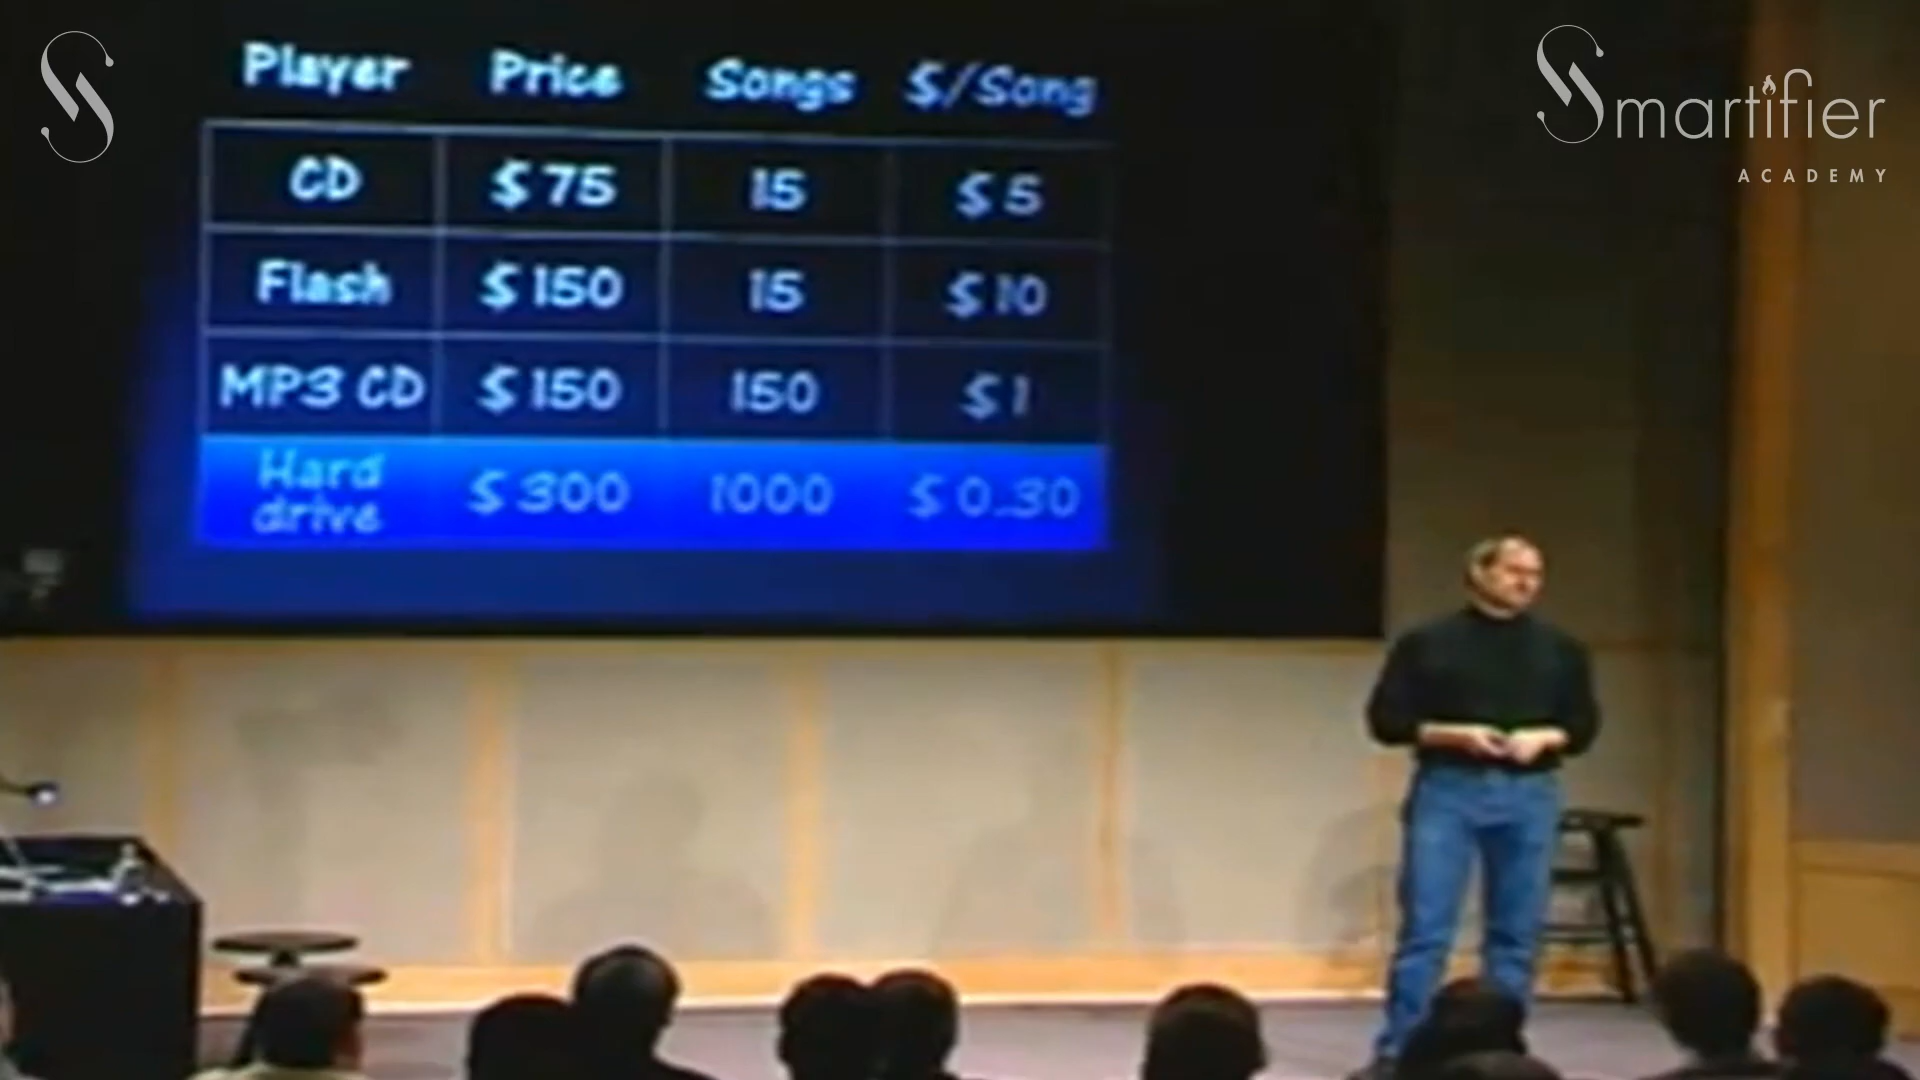 Smartifier
ACADEMY
Player Price Songs $/Song
CD $75 15 $5
Flash $150 15 $10
MP3 CD $150 150 $1
Hard drive $300 1000 $0.30